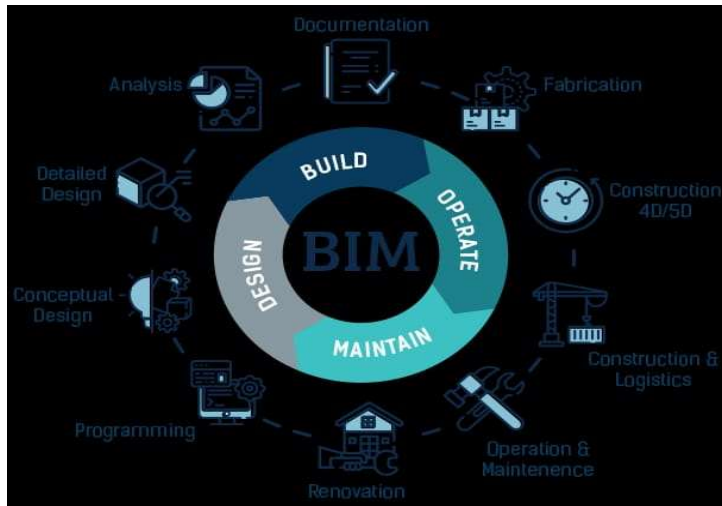 Documentation
Analysis
Fabrication
Detailed
Design
Construction
4D/5D
Conceptual
Design
Construction &
Logistics
Programming
Operation &
Maintenence
Renovation
BUILD
OPERATE
MAINTAIN
DESIGN
BIM